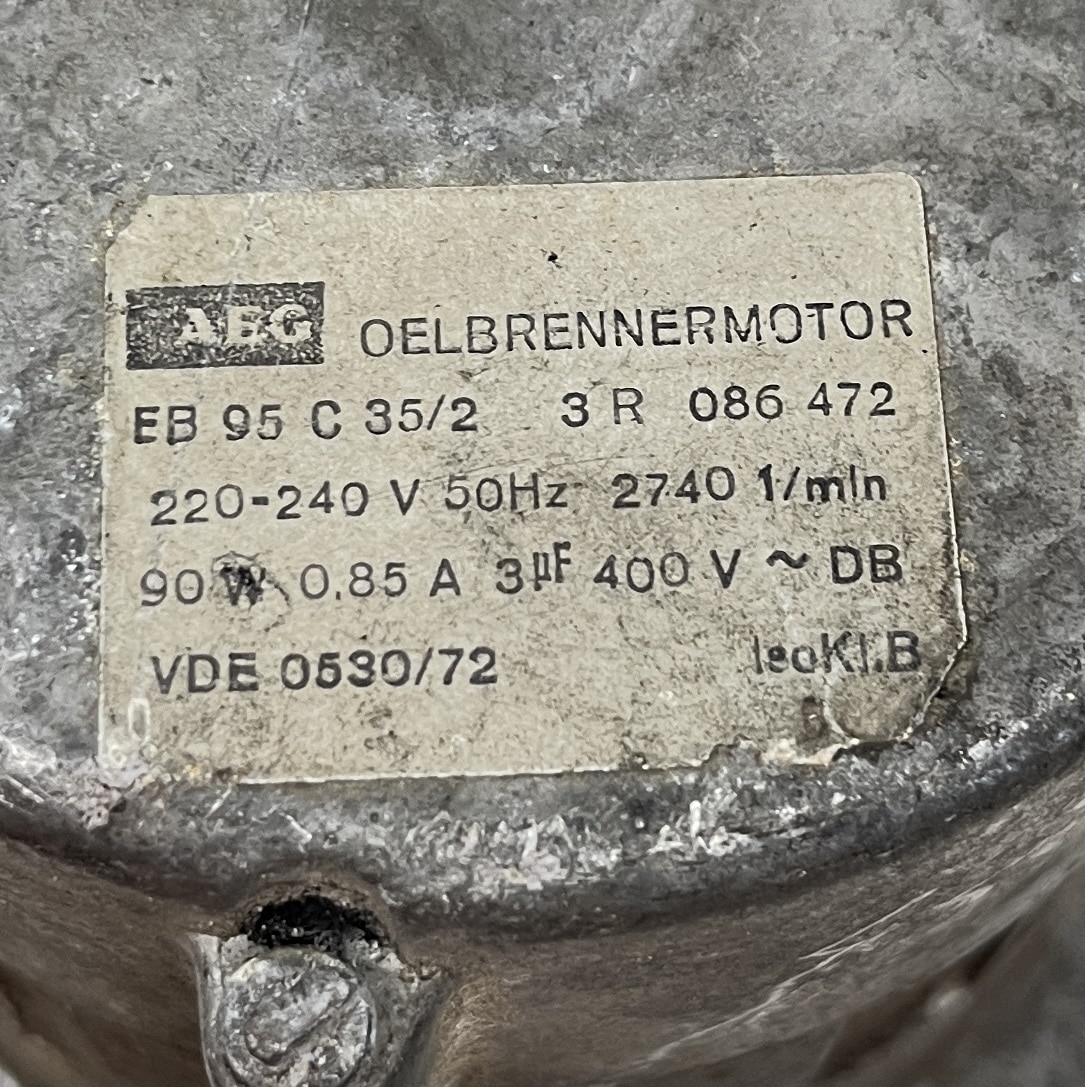 AEG OELBRENNERMOTOR
EB 95 C 35/2 3 R 086 472
220-240 V 50Hz 2740 1/min
90 W 0,85 A 3µF 400 V ~ DB
VDE 0530/72 IsoKl.B